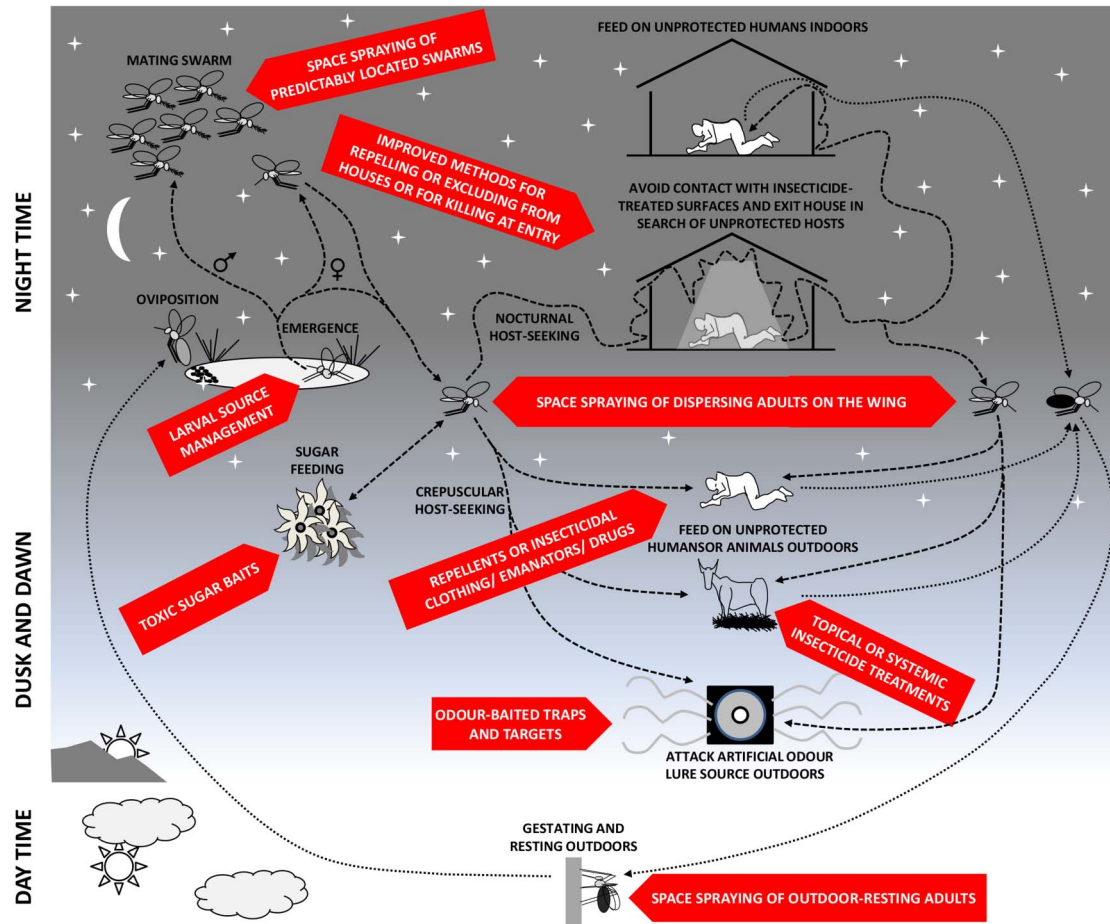 NIGHT TIME
DUSK AND DAWN
DAY TIME
MATING SWARM
SPACE SPRAYING OF
PREDICTABLY LOCATED SWARMS
FEED ON UNPROTECTED HUMANS INDOORS
IMPROVED METHODS FOR
REPELLING OR EXCLUDING FROM
HOUSES OR FOR KILLING AT
ENTRY
AVOID CONTACT WITH INSECTICIDE-
TREATED SURFACES AND EXIT HOUSE IN
SEARCH OF UNPROTECTED HOSTS
♂
♀
OVIPOSITION
EMERGENCE
NOCTURNAL
HOST-SEEKING
LARVAL SOURCE
MANAGEMENT
SPACE SPRAYING OF DISPERSING ADULTS ON THE WING
SUGAR
FEEDING
CREPUSCULAR
HOST-SEEKING
TOXIC SUGAR BAITS
REPELLENTS OR INSECTICIDAL
CLOTHING/ EMANATORS/ DRUGS
FEED ON UNPROTECTED
HUMANSOR ANIMALS OUTDOORS
TOPICAL OR SYSTEMIC
INSECTICIDE TREATMENTS
ODOUR-BAITED TRAPS
AND TARGETS
ATTACK ARTIFICIAL ODOUR
LURE SOURCE OUTDOORS
GESTATING AND
RESTING OUTDOORS
SPACE SPRAYING OF OUTDOOR-RESTING ADULTS